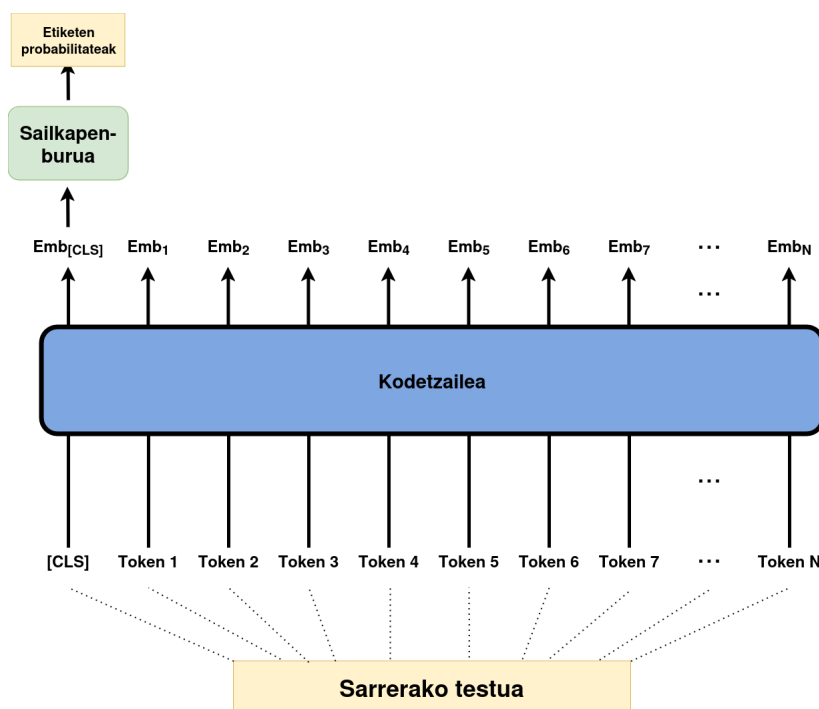 Etiketen
probabilitateak
Sailkapen-
burua
Emb[CLS] Emb1 Emb2 Emb3 Emb4 Emb5 Emb6 Emb7 ... EmbN
...
Kodetzailea
...
[CLS] Token 1 Token 2 Token 3 Token 4 Token 5 Token 6 Token 7 ... Token N
Sarrerako testua